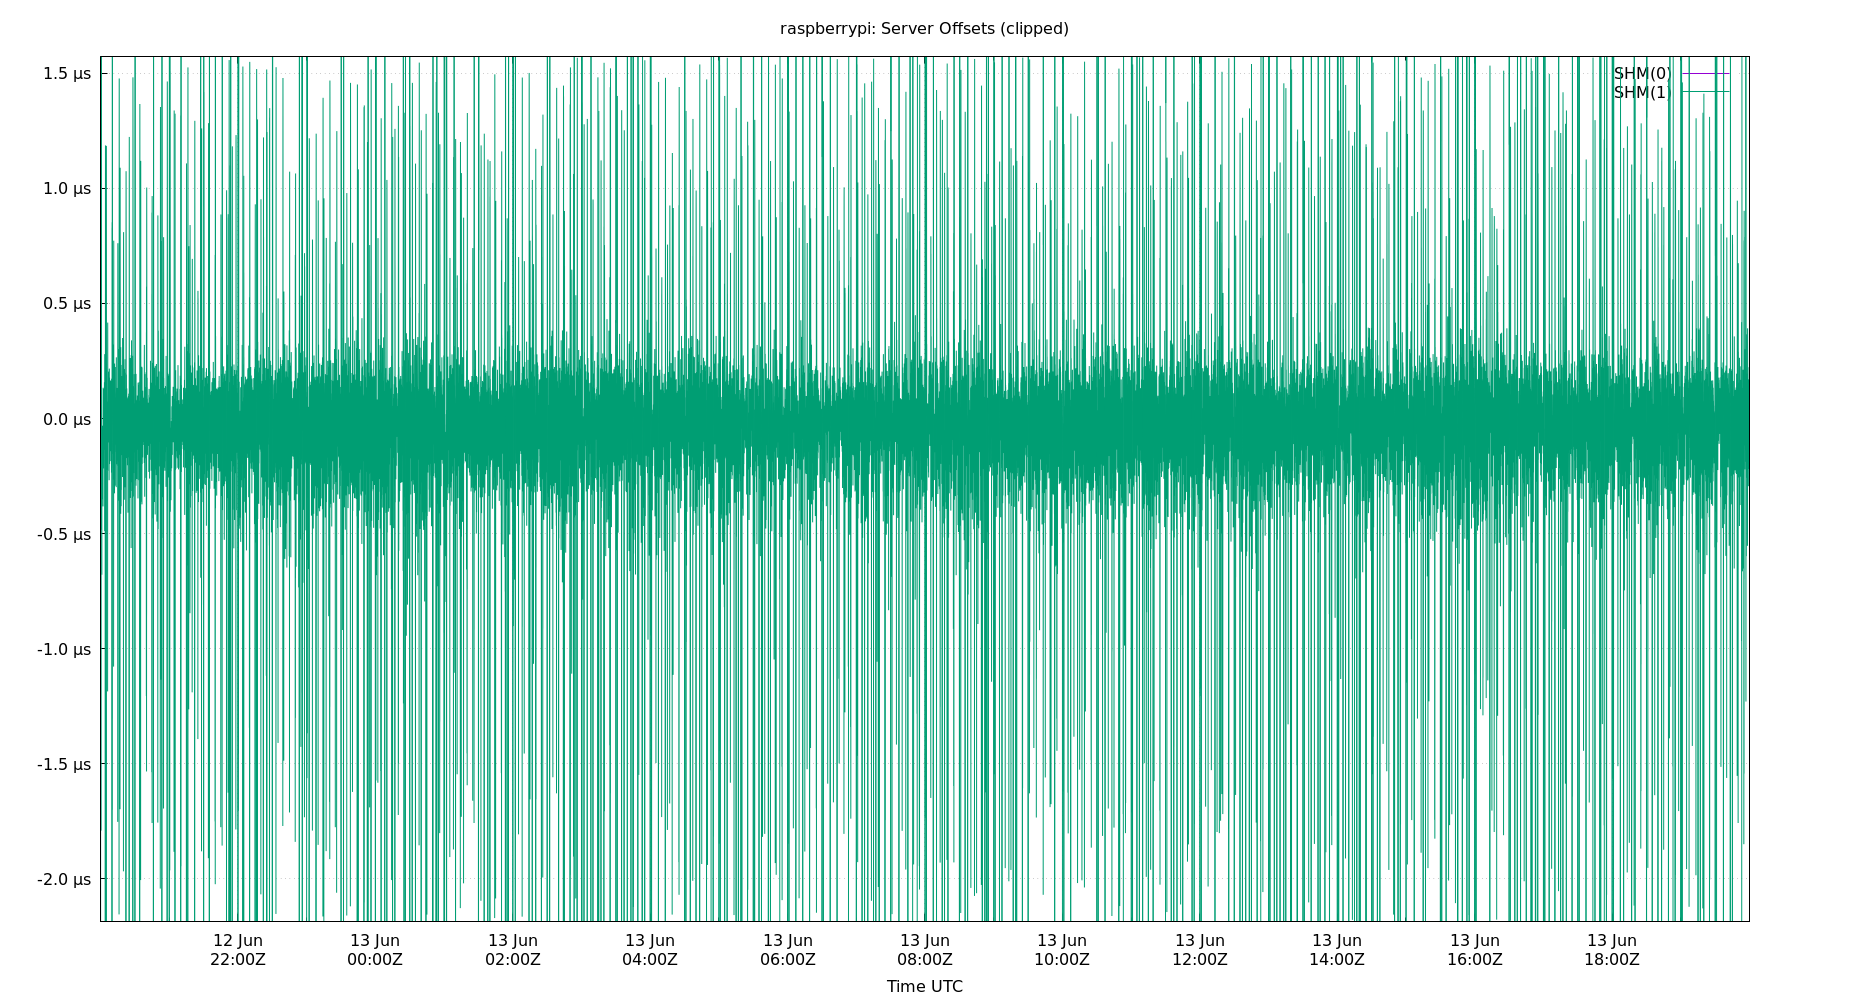 raspberrypi: Server Offsets (clipped)
SHM(0)
SHM(1)
1.5 µs
1.0 µs
0.5 µs
0.0 µs
-0.5 µs
-1.0 µs
-1.5 µs
-2.0 µs
12 Jun 13 Jun 13 Jun 13 Jun 13 Jun 13 Jun 13 Jun 13 Jun 13 Jun 13 Jun 13 Jun
22:00Z 00:00Z 02:00Z 04:00Z 06:00Z 08:00Z 10:00Z 12:00Z 14:00Z 16:00Z 18:00Z
Time UTC